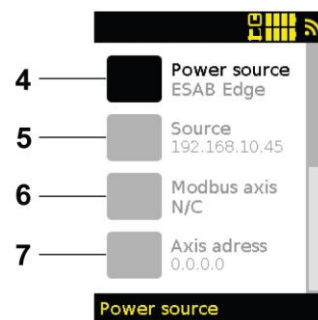 4
Power source
ESAB Edge
5
Source
192.168.10.45
6
Modbus axis
N/C
7
Axis adress
0.0.0.0
Power source